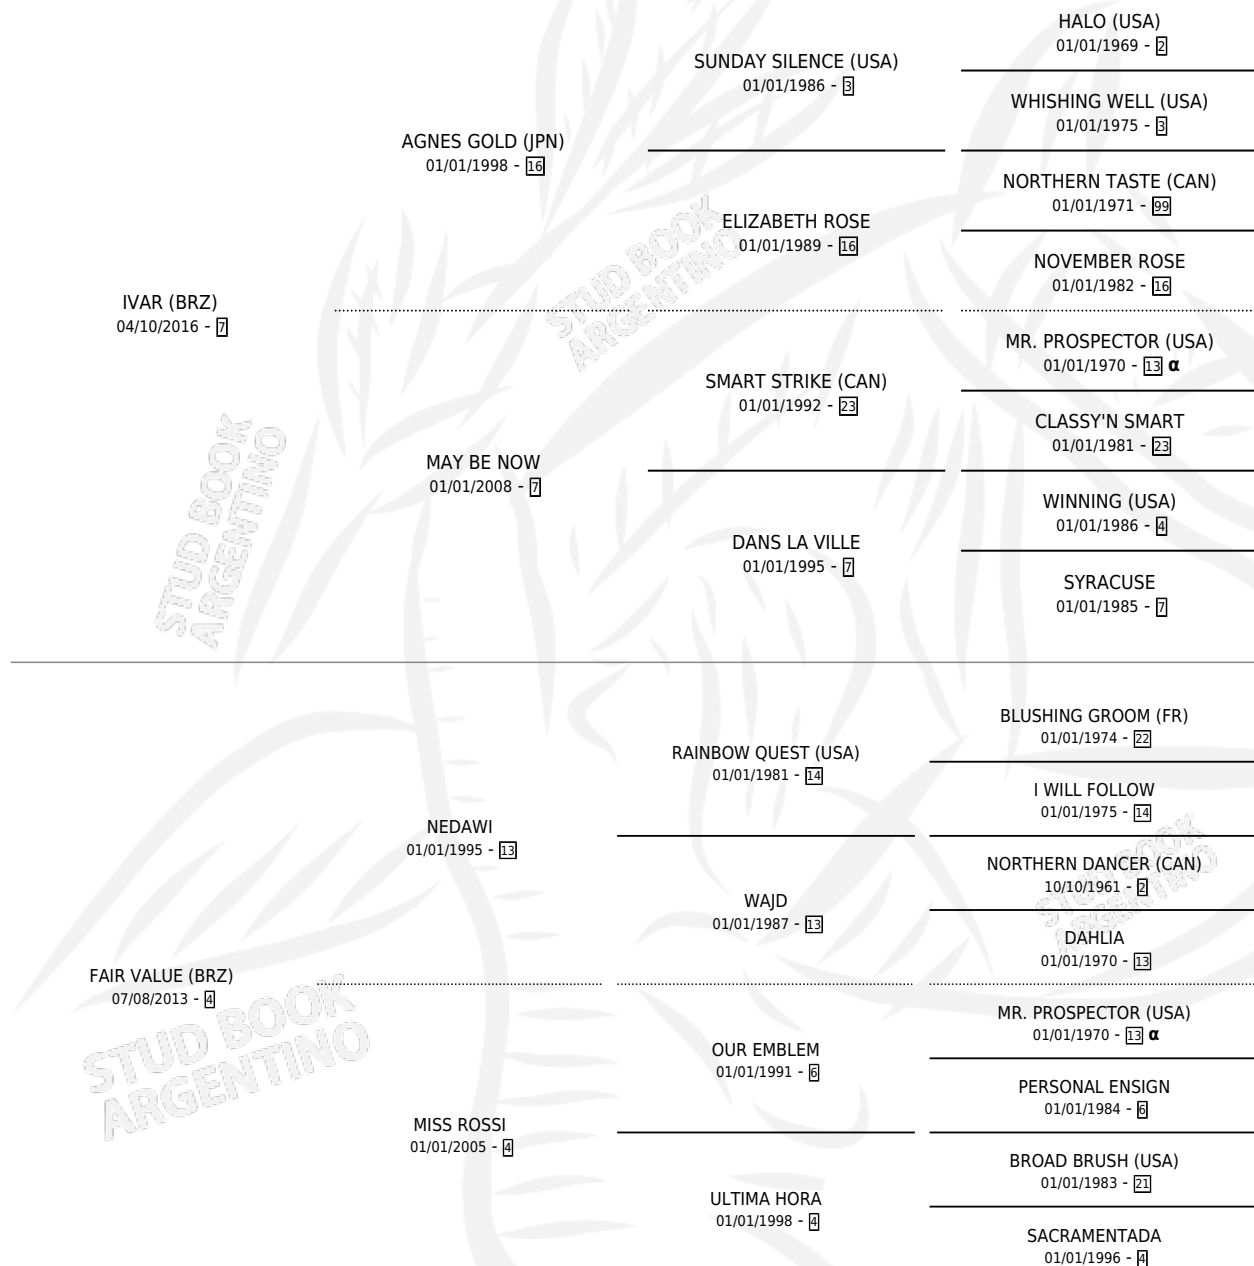 HALO (USA)
01/01/1969 - 2
SUNDAY SILENCE (USA)
01/01/1986 - 3
WHISHING WELL (USA)
01/01/1975 - 3
AGNES GOLD (JPN)
01/01/1998 - 16
NORTHERN TASTE (CAN)
01/01/1971 - 99
ELIZABETH ROSE
01/01/1989 - 16
NOVEMBER ROSE
01/01/1982 - 16
IVAR (BRZ)
04/10/2016 - 7
MR. PROSPECTOR (USA)
01/01/1970 - 13 α
SMART STRIKE (CAN)
01/01/1992 - 23
CLASSY'N SMART
01/01/1981 - 23
MAY BE NOW
01/01/2008 - 7
WINNING (USA)
01/01/1986 - 4
DANS LA VILLE
01/01/1995 - 7
SYRACUSE
01/01/1985 - 7
BLUSHING GROOM (FR)
01/01/1974 - 22
RAINBOW QUEST (USA)
01/01/1981 - 14
I WILL FOLLOW
01/01/1975 - 14
NEDAWI
01/01/1995 - 13
NORTHERN DANCER (CAN)
10/10/1961 - 2
WAJD
01/01/1987 - 13
DAHLIA
01/01/1970 - 13
FAIR VALUE (BRZ)
07/08/2013 - 4
MR. PROSPECTOR (USA)
01/01/1970 - 13 α
OUR EMBLEM
01/01/1991 - 6
PERSONAL ENSIGN
01/01/1984 - 6
MISS ROSSI
01/01/2005 - 4
BROAD BRUSH (USA)
01/01/1983 - 21
ULTIMA HORA
01/01/1998 - 4
SACRAMENTADA
01/01/1996 - 4
STUD BOOK
ARGENTINO
STUD BOOK
ARGENTINO
STUD BOOK
ARGENTINO
STUD BOOK
ARGENTINO